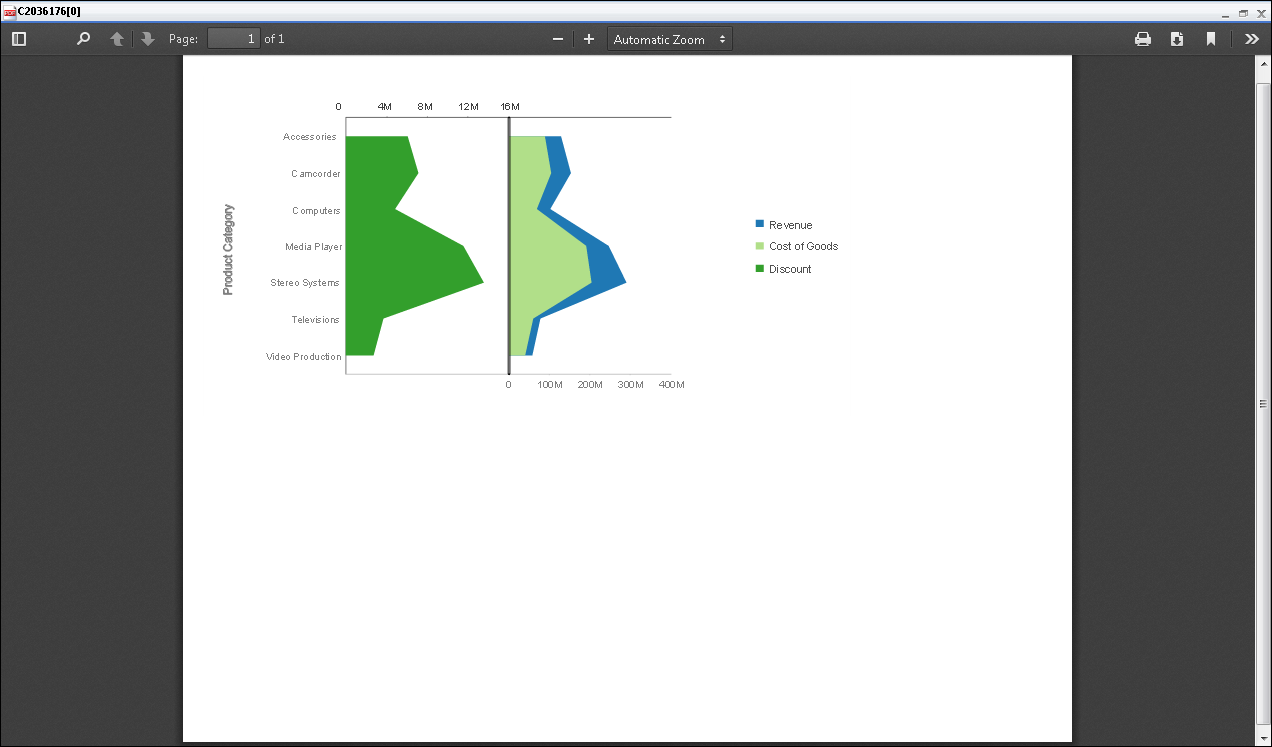 C2036176[0]
Page: 1 of 1 Automatic Zoom
0 4M 8M 12M 16M
Accessories
Camcorder
Computers
Media Player
Stereo Systems
Televisions
Video Production
Product Category
0 100M 200M 300M 400M
Revenue
Cost of Goods
Discount